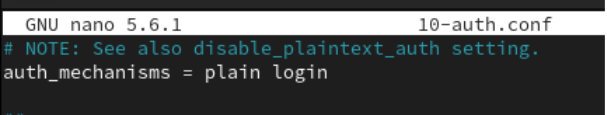 GNU nano 5.6.1 10-auth.conf
# NOTE: See also disable_plaintext_auth setting.
auth_mechanisms = plain login